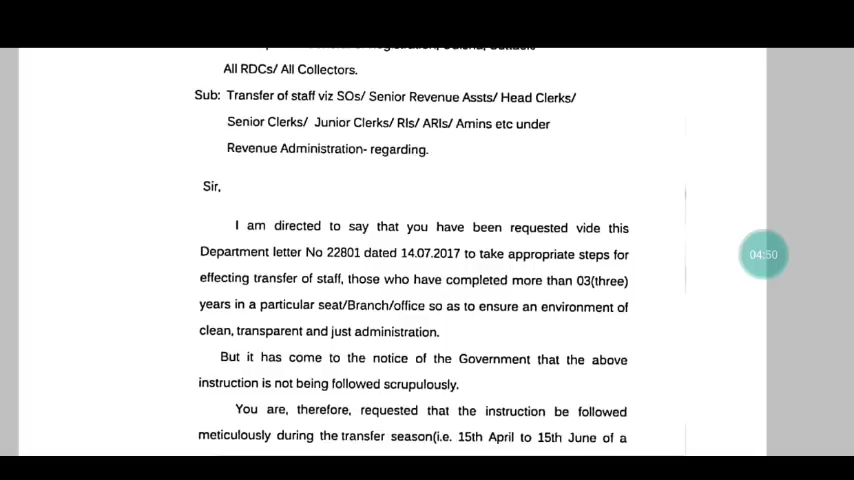 All RDCs/ All Collectors.
Sub: Transfer of staff viz SOs/ Senior Revenue Assts/ Head Clerks/
Senior Clerks/ Junior Clerks/ RIs/ ARIs/ Amins etc under
Revenue Administration- regarding.
Sir,
I am directed to say that you have been requested vide this
Department letter No 22801 dated 14.07.2017 to take appropriate steps for
effecting transfer of staff, those who have completed more than 03(three)
years in a particular seat/Branch/office so as to ensure an environment of
clean, transparent and just administration.
But it has come to the notice of the Government that the above
instruction is not being followed scrupulously.
You are, therefore, requested that the instruction be followed
meticulously during the transfer season(i.e. 15th April to 15th June of a
04:50